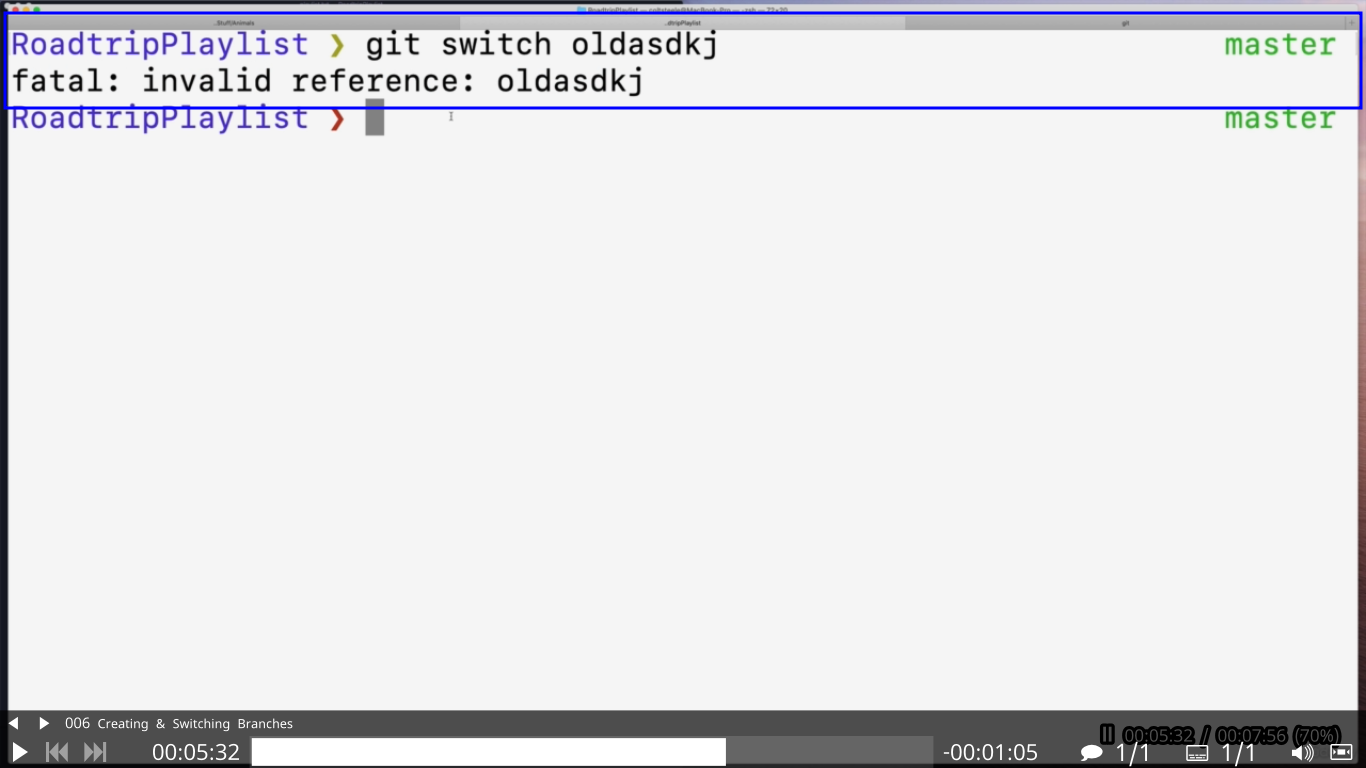 ..Stuff/Animals ..dtripPlaylist git +
RoadtripPlaylist ❯ git switch oldasdkj master
fatal: invalid reference: oldasdkj
RoadtripPlaylist ❯ master
006 Creating & Switching Branches
00:05:32 / 00:07:56 (70%)
00:05:32 -00:01:05 1/1 1/1